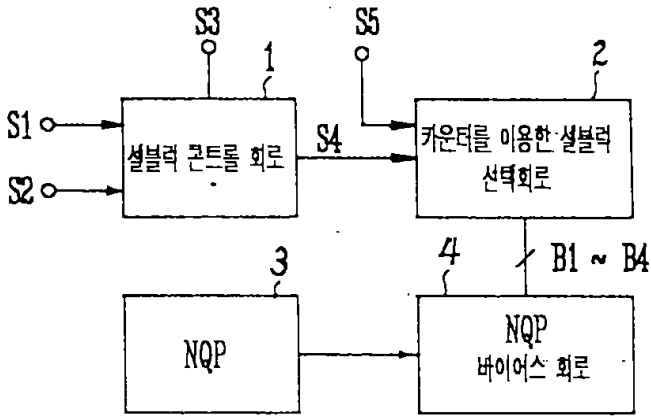 S3
S5
1
2
S1
셀블럭 콘트롤 회로
S4
카운터를 이용한 셀블럭
선택회로
S2
3
4
B1 ~ B4
NQP
NQP
바이어스 회로